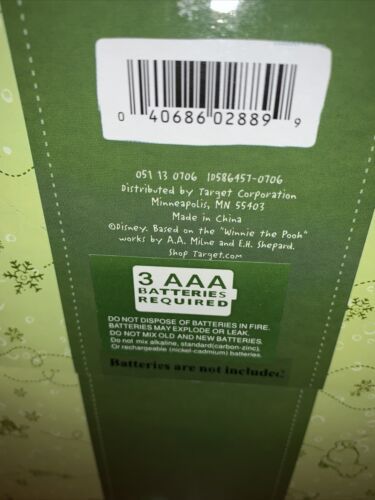 0 40686 02889 9
051 13 0706 ID586457-0706
Distributed by Target Corporation
Minneapolis, MN 55403
Made in China
©Disney. Based on the "Winnie the Pooh"
works by A.A. Milne and E.H. Shepard.
Shop Target.com
3 AAA
BATTERIES
REQUIRED
DO NOT DISPOSE OF BATTERIES IN FIRE.
BATTERIES MAY EXPLODE OR LEAK.
DO NOT MIX OLD AND NEW BATTERIES.
Do not mix alkaline, standard(carbon-zinc).
Or rechargeable (nickel-cadmium) batteries.
Batteries are not included